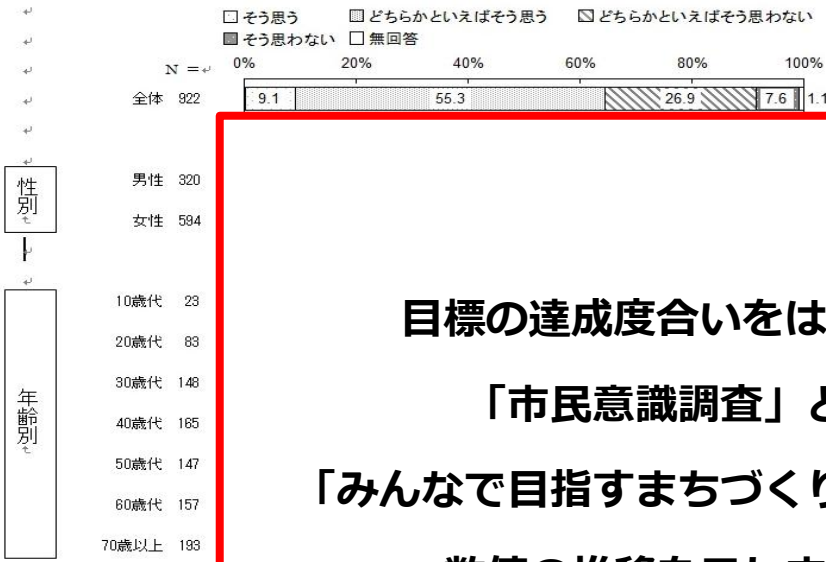 そう思う どちらかといえばそう思う どちらかといえばそう思わない
そう思わない 無回答
N = 0% 20% 40% 60% 80% 100%
全体 922 9.1 55.3 26.9 7.6 1.1
性別
男性 320
女性 594
年齢別
10歳代 23
20歳代 83
30歳代 148
40歳代 165
50歳代 147
60歳代 157
70歳以上 193
目標の達成度合いをは
「市民意識調査」と
「みんなで目指すまちづくり